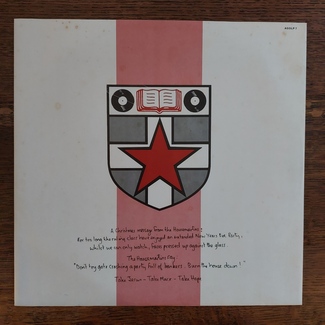 A Christmas message from the Housemartins:
For too long the ruling class have enjoyed an extended New Years Eve Party,
whilst we can only watch, faces pressed up against the glass.
The Housemartins say:
"Don't try gate crashing a party full of bankers. Burn the house down!"
Take Jesus - Take Marx - Take Hope